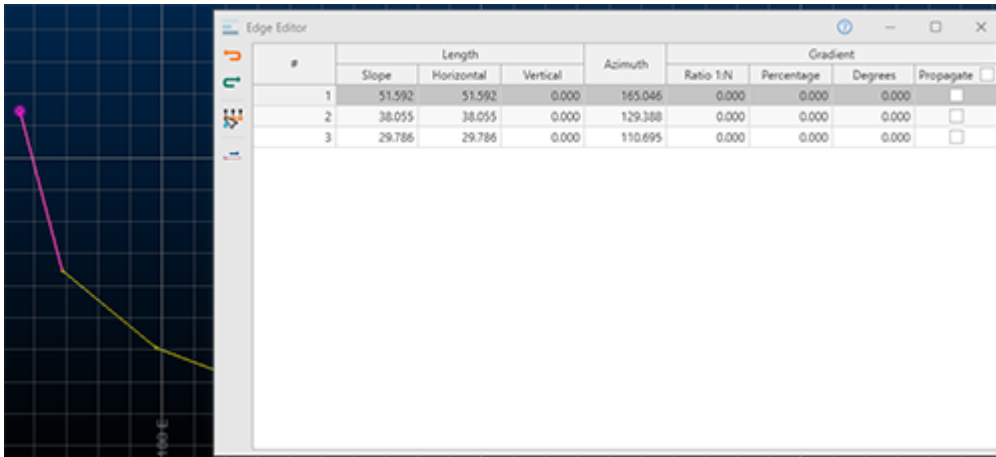 Edge Editor
# Length Azimuth Gradient
Slope Horizontal Vertical Ratio 1:N Percentage Degrees Propagate
1 51.592 51.592 0.000 165.046 0.000 0.000 0.000
2 38.055 38.055 0.000 129.388 0.000 0.000 0.000
3 29.786 29.786 0.000 110.695 0.000 0.000 0.000
100 E